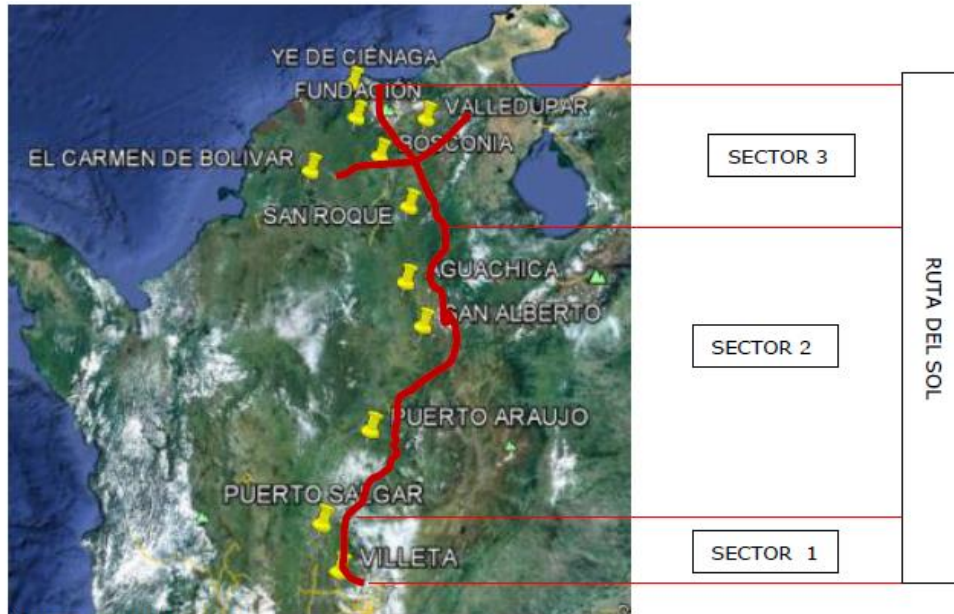 YE DE CIÉNAGA
FUNDACIÓN
VALLEDUPAR
BOSCONIA
EL CARMEN DE BOLIVAR
SECTOR 3
SAN ROQUE
AGUACHICA
RUTA DEL SOL
SAN ALBERTO
SECTOR 2
PUERTO ARAUJO
PUERTO SALGAR
SECTOR 1
VILLETA